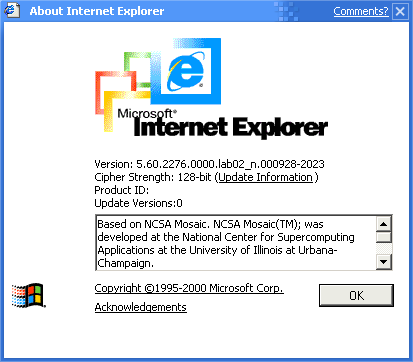 About Internet Explorer
Comments?
Microsoft®
Internet Explorer
Version: 5.60.2276.0000.lab02_n.000928-2023
Cipher Strength: 128-bit (Update Information )
Product ID:
Update Versions:0
Based on NCSA Mosaic. NCSA Mosaic(TM); was
developed at the National Center for Supercomputing
Applications at the University of Illinois at Urbana-
Champaign.
Copyright ©1995-2000 Microsoft Corp.
OK
Acknowledgements